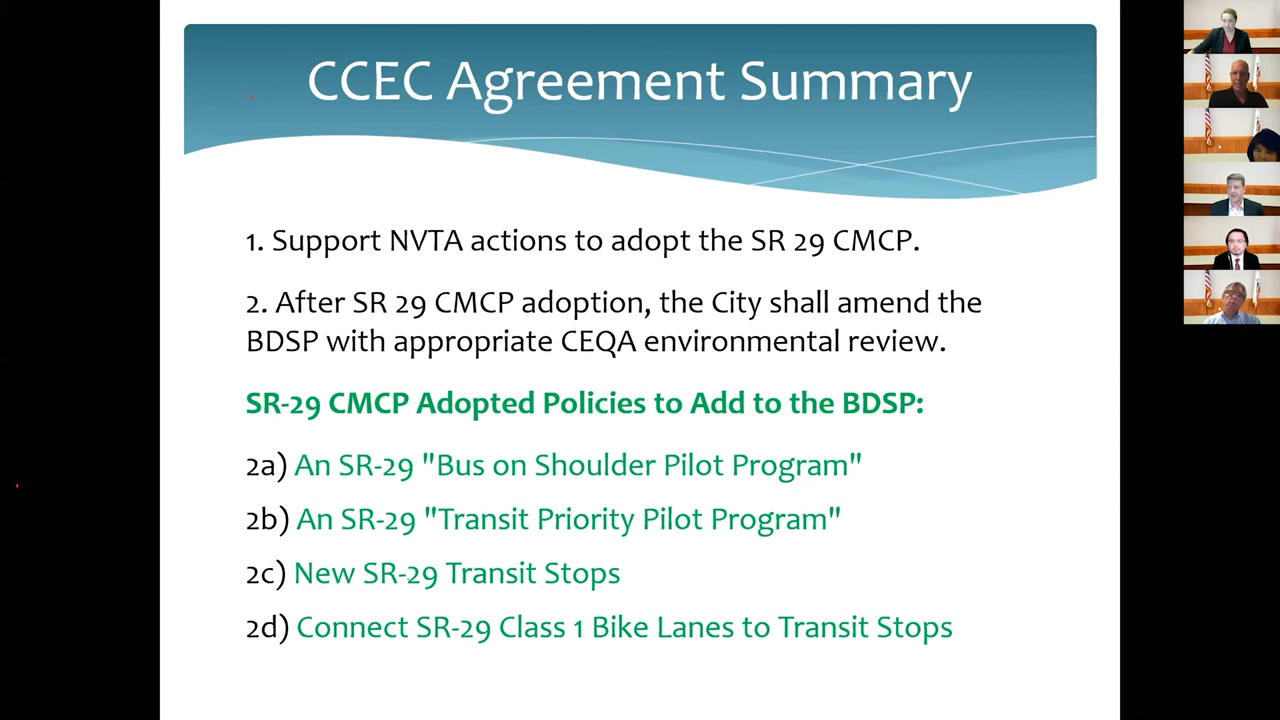 CCEC Agreement Summary
1. Support NVTA actions to adopt the SR 29 CMCP.
2. After SR 29 CMCP adoption, the City shall amend the
BDSP with appropriate CEQA environmental review.
SR-29 CMCP Adopted Policies to Add to the BDSP:
2a) An SR-29 "Bus on Shoulder Pilot Program"
2b) An SR-29 "Transit Priority Pilot Program"
2c) New SR-29 Transit Stops
2d) Connect SR-29 Class 1 Bike Lanes to Transit Stops